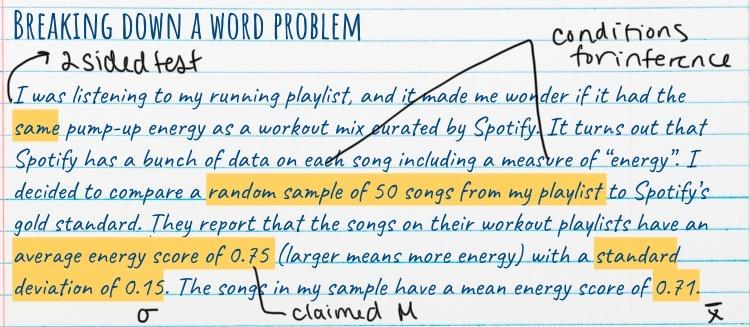 BREAKING DOWN A WORD PROBLEM
2 sided test
conditions
for inference
I was listening to my running playlist, and it made me wonder if it had the
same pump-up energy as a workout mix curated by Spotify. It turns out that
Spotify has a bunch of data on each song including a measure of “energy”. I
decided to compare a random sample of 50 songs from my playlist to Spotify's
gold standard. They report that the songs on their workout playlists have an
average energy score of 0.75 (larger means more energy) with a standard
deviation of 0.15. The songs in my sample have a mean energy score of 0.71.
σ
claimed M
x̄